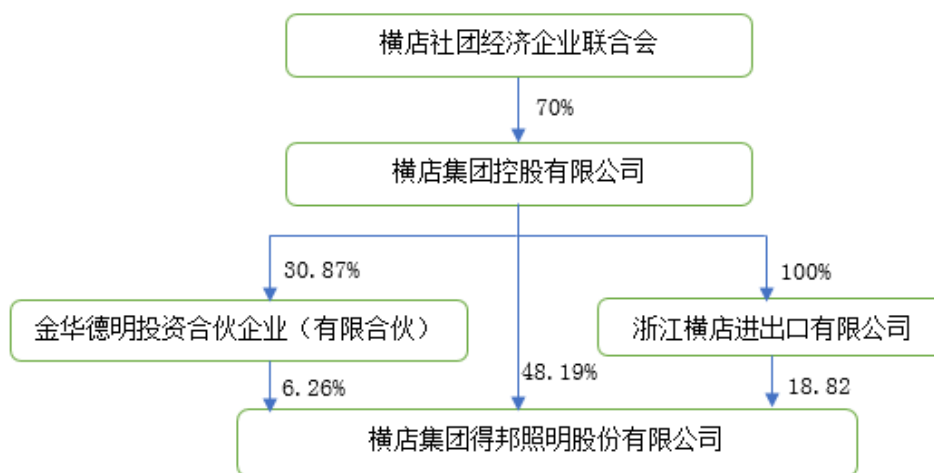 横店社团经济企业联合会
70%
横店集团控股有限公司
30.87%
100%
金华德明投资合伙企业（有限合伙）
浙江横店进出口有限公司
6.26%
48.19%
18.82
横店集团得邦照明股份有限公司